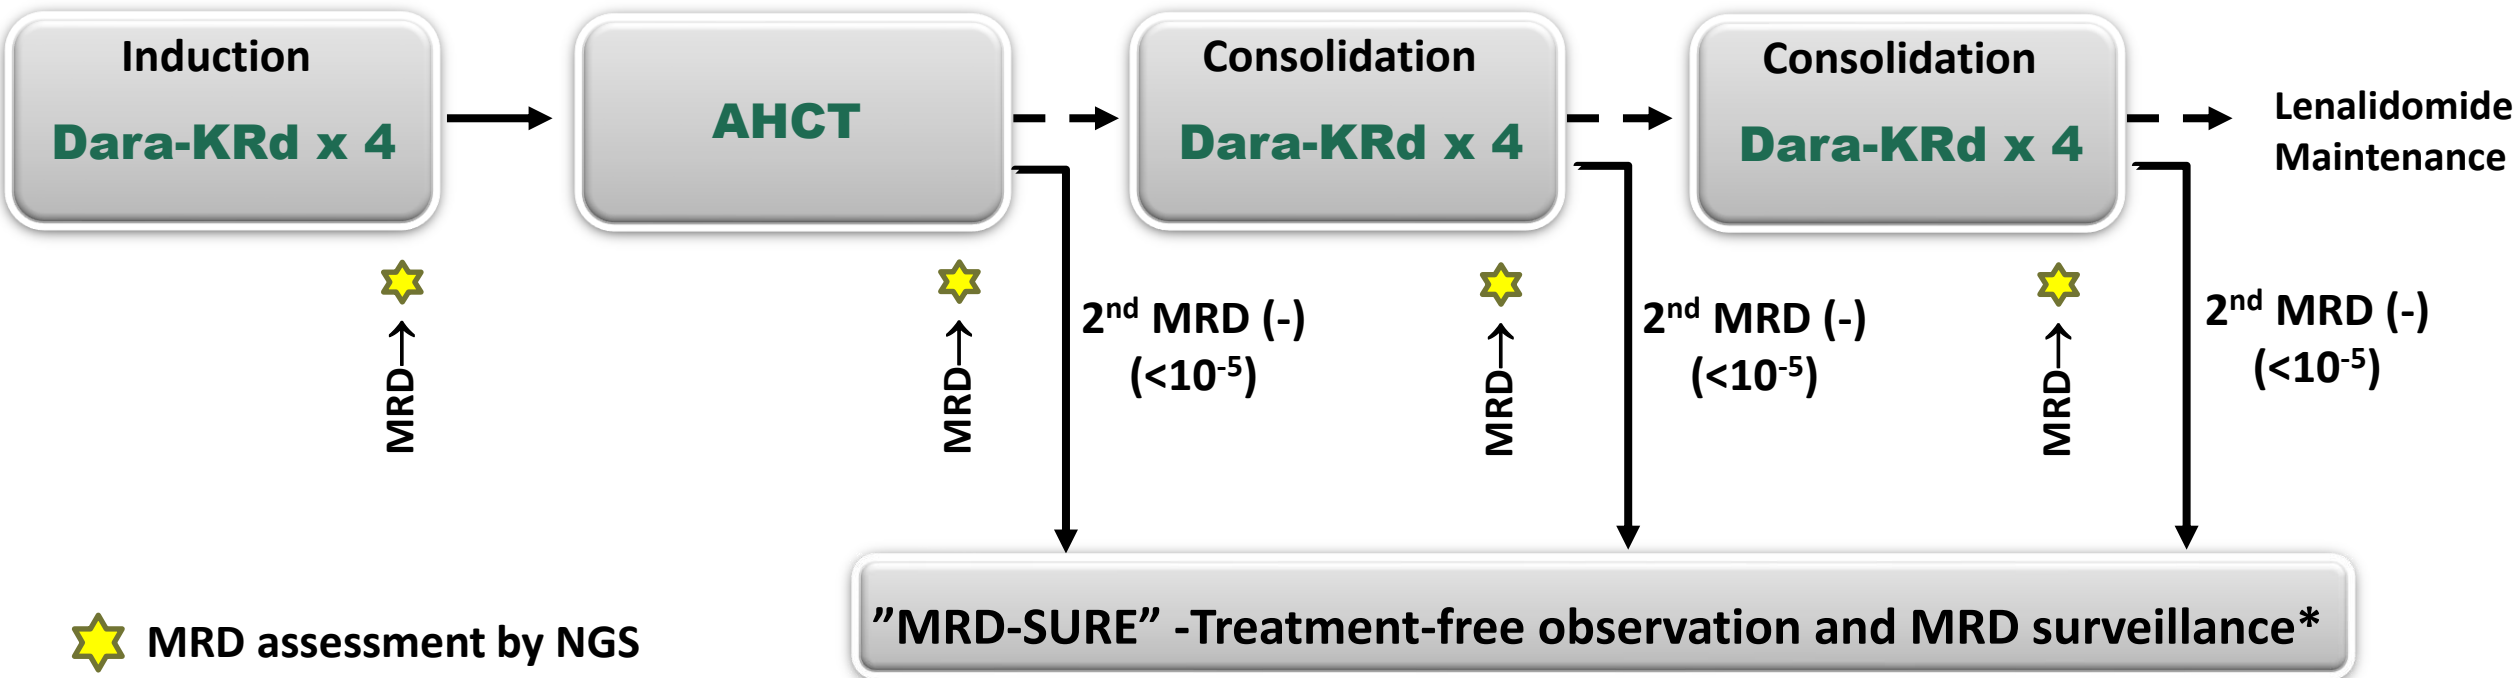 Induction
Dara-KRd x 4
AHCT
Consolidation
Dara-KRd x 4
Consolidation
Dara-KRd x 4
Lenalidomide
Maintenance
MRD
MRD
2nd MRD (-)
(<10-5)
MRD
2nd MRD (-)
(<10-5)
MRD
2nd MRD (-)
(<10-5)
”MRD-SURE” -Treatment-free observation and MRD surveillance*
MRD assessment by NGS